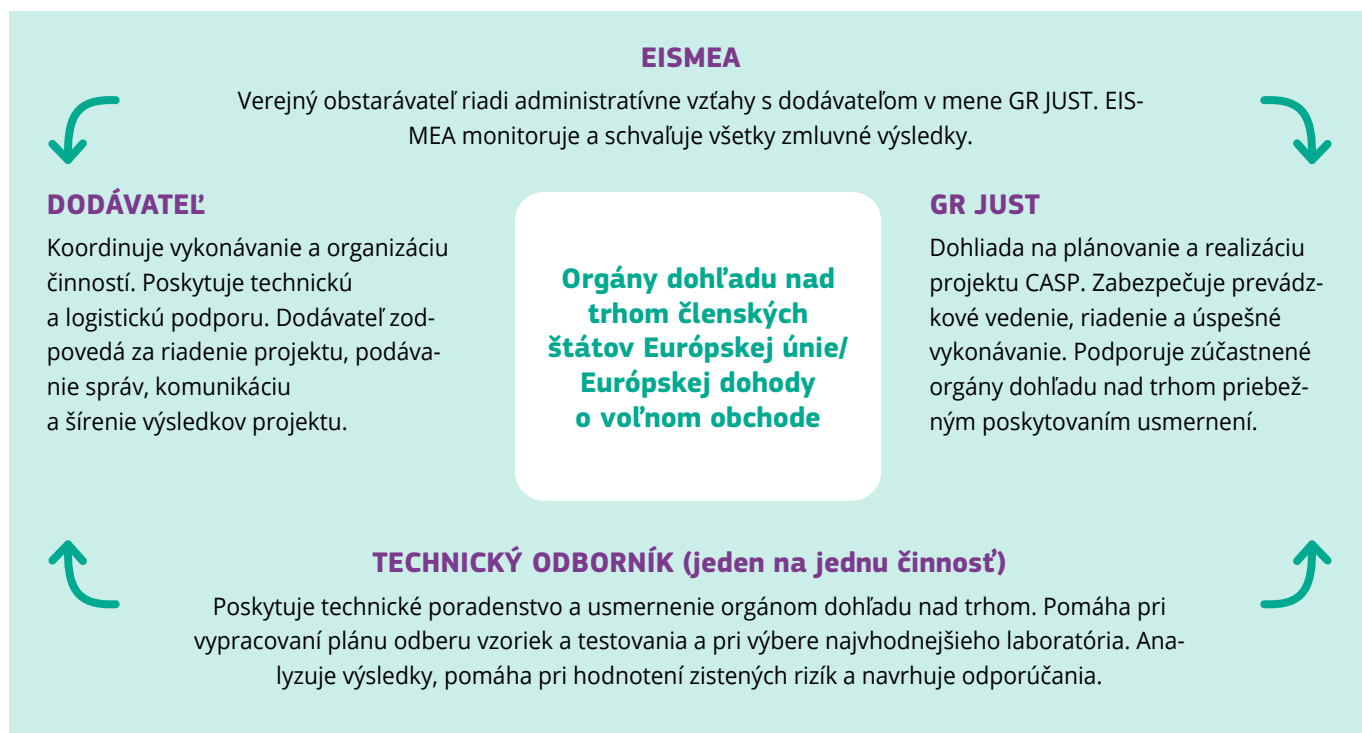 EISMEA
Verejný obstarávateľ riadi administratívne vzťahy s dodávateľom v mene GR JUST. EIS-
MEA monitoruje a schvaľuje všetky zmluvné výsledky.
DODÁVATEĽ
Koordinuje vykonávanie a organizáciu
činností. Poskytuje technickú
a logistickú podporu. Dodávateľ zod-
povedá za riadenie projektu, podáva-
nie správ, komunikáciu
a šírenie výsledkov projektu.
Orgány dohľadu nad
trhom členských
štátov Európskej únie/
Európskej dohody
o voľnom obchode
GR JUST
Dohliada na plánovanie a realizáciu
projektu CASP. Zabezpečuje prevádz-
kové vedenie, riadenie a úspešné
vykonávanie. Podporuje zúčastnené
orgány dohľadu nad trhom priebež-
ným poskytovaním usmernení.
TECHNICKÝ ODBORNÍK (jeden na jednu činnosť)
Poskytuje technické poradenstvo a usmernenie orgánom dohľadu nad trhom. Pomáha pri
vypracovaní plánu odberu vzoriek a testovania a pri výbere najvhodnejšieho laboratória. Ana-
lyzuje výsledky, pomáha pri hodnotení zistených rizík a navrhuje odporúčania.